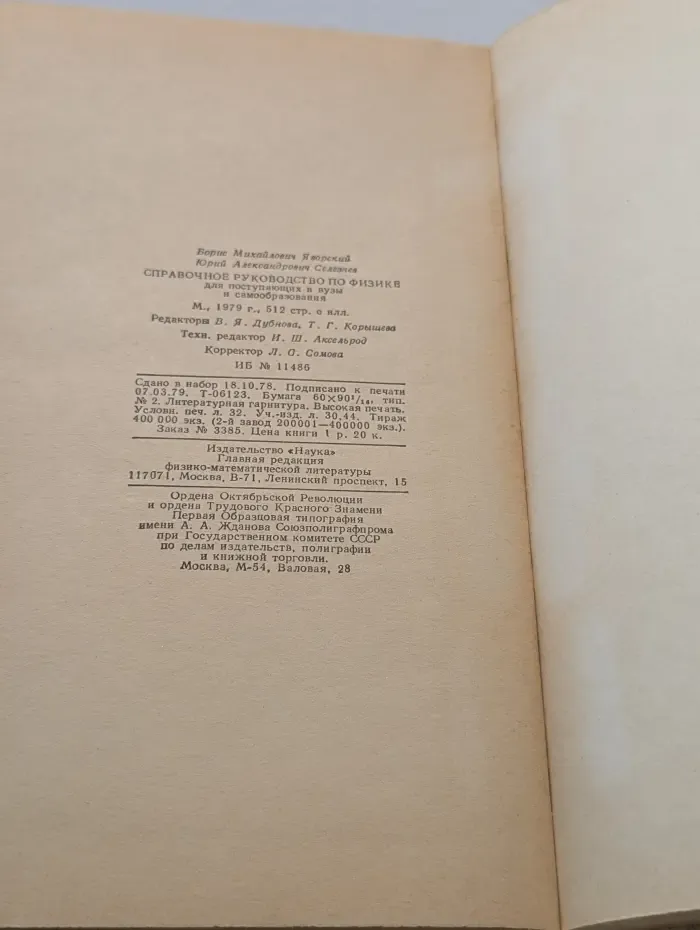 Борис Михайлович Яворский
Юрий Александрович Селезнев
СПРАВОЧНОЕ РУКОВОДСТВО ПО ФИЗИКЕ
для поступающих в вузы
и самообразования
М., 1979 г., 512 стр. с илл.
Редакторы В. Я. Дубнова, Т. Г. Корышева
Техн. редактор И. Ш. Аксельрод
Корректор Л. С. Сомова
ИБ № 11486
Сдано в набор 18.10.78. Подписано к печати
07.03.79. Т-06123. Бумага 60×90¹/₁₆, тип.
№ 2. Литературная гарнитура. Высокая печать.
Условн. печ. л. 32. Уч.-изд. л. 30,44. Тираж
400 000 экз. (2-й завод 200001—400000 экз.).
Заказ № 3385. Цена книги 1 р. 20 к.
Издательство «Наука»
Главная редакция
физико-математической литературы
117071, Москва, В-71, Ленинский проспект, 15
Ордена Октябрьской Революции
и ордена Трудового Красного Знамени
Первая Образцовая типография
имени А. А. Жданова Союзполиграфпрома
при Государственном комитете СССР
по делам издательств, полиграфии
и книжной торговли.
Москва, М-54, Валовая, 28